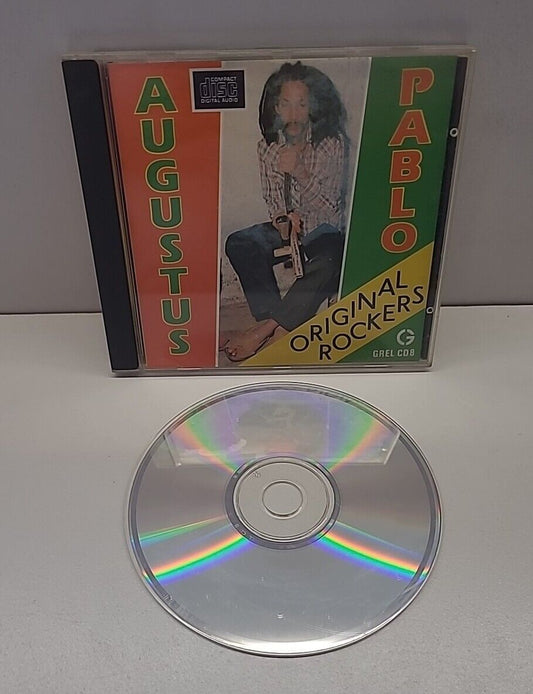 AUGUSTUS
COMPACT
disc
DIGITAL AUDIO
PABLO
ORIGINAL
ROCKERS
G
GREL CD8